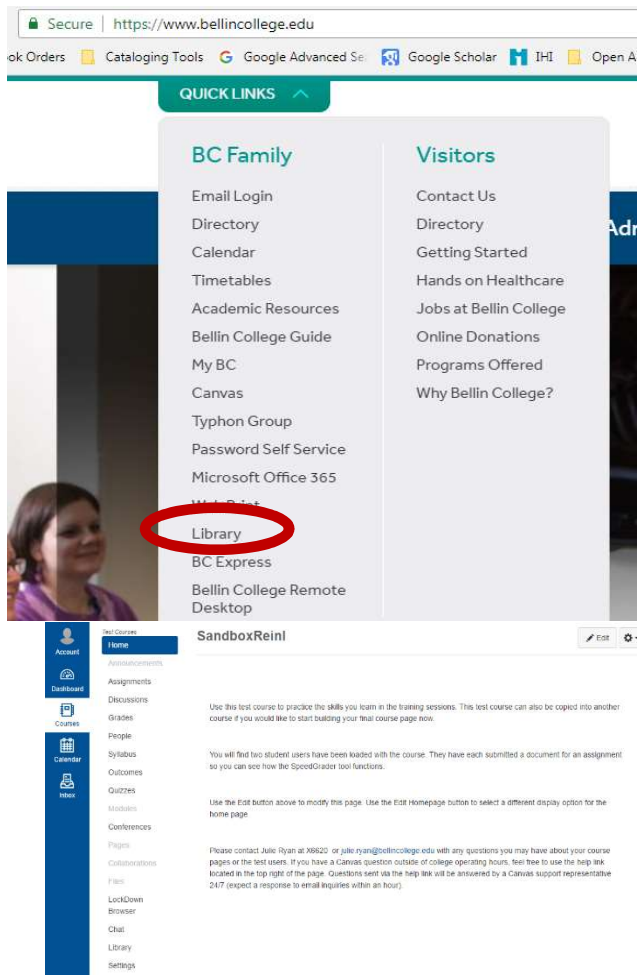 Secure | https://www.bellincollege.edu
ok Orders Cataloging Tools Google Advanced Se Google Scholar IHI Open A
QUICK LINKS
BC Family
Email Login
Directory
Calendar
Timetables
Academic Resources
Bellin College Guide
My BC
Canvas
Typhon Group
Password Self Service
Microsoft Office 365
Library
BC Express
Bellin College Remote
Desktop
Visitors
Contact Us
Directory
Getting Started
Hands on Healthcare
Jobs at Bellin College
Online Donations
Programs Offered
Why Bellin College?
Adm
Account
Dashboard
Courses
Calendar
Inbox
Test Courses
Home
Announcements
Assignments
Discussions
Grades
People
Syllabus
Outcomes
Quizzes
Modules
Conferences
Pages
Collaborations
Files
LockDown
Browser
Chat
Library
Settings
SandboxReinl
Edit
Use this test course to practice the skills you learn in the training sessions. This test course can also be copied into another
course if you would like to start building your final course page now.
You will find two student users have been loaded with the course. They have each submitted a document for an assignment
so you can see how the SpeedGrader tool functions.
Use the Edit button above to modify this page. Use the Edit Homepage button to select a different display option for the
home page
Please contact Julie Ryan at X6620 or julie.ryan@bellincollege.edu with any questions you may have about your course
pages or the test users. If you have a Canvas question outside of college operating hours, feel free to use the help link
located in the top right of the page. Questions sent via the help link will be answered by a Canvas support representative
24/7 (expect a response to email inquiries within an hour).